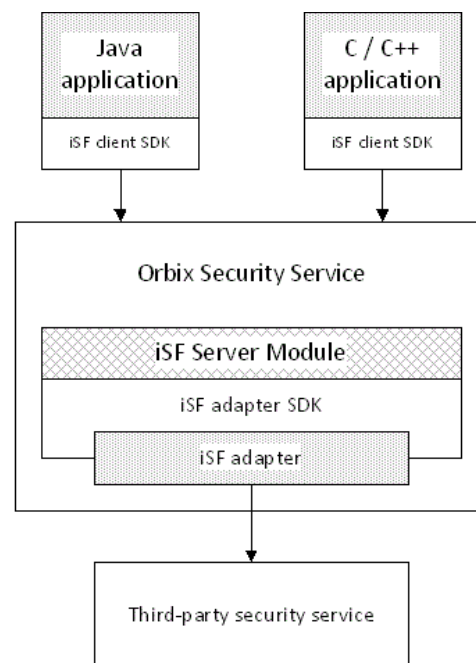 Java
application
iSF client SDK
C / C++
application
iSF client SDK
Orbix Security Service
iSF Server Module
iSF adapter SDK
iSF adapter
Third-party security service